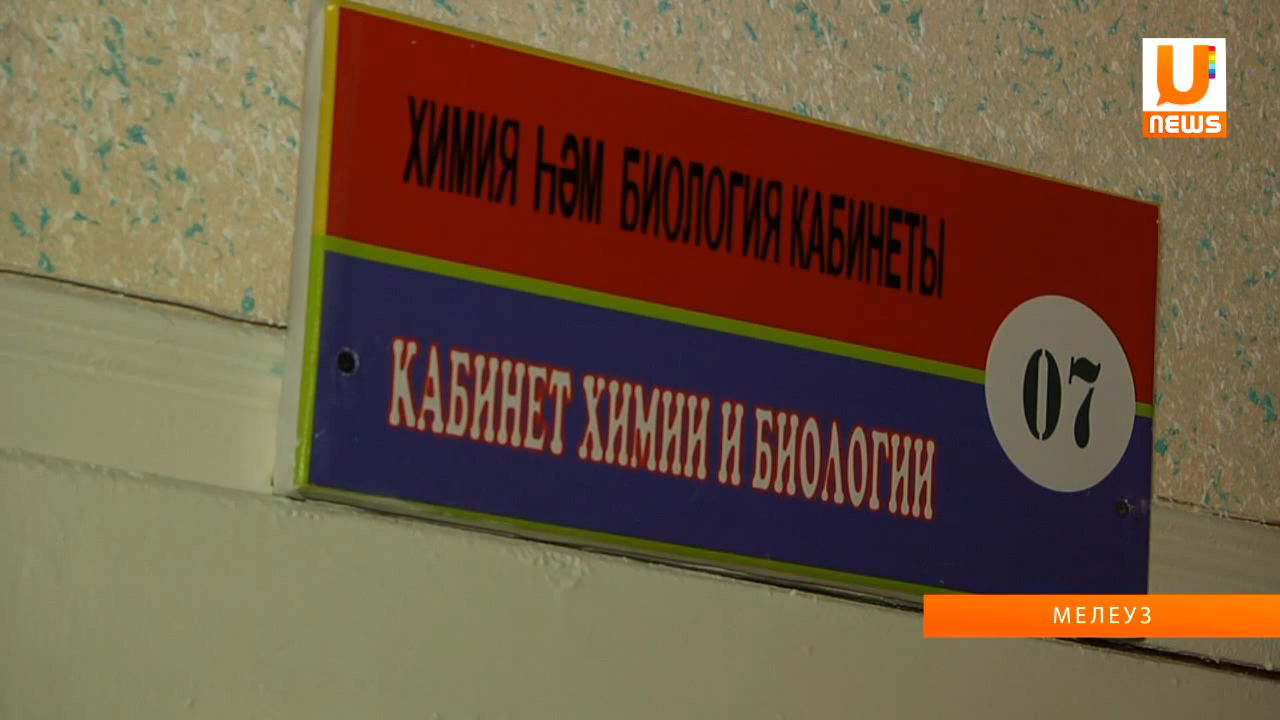 U
NEWS
ХИМИЯ ҺӘМ БИОЛОГИЯ КАБИНЕТЫ
КАБИНЕТ ХИМИИ И БИОЛОГИИ
07
МЕЛЕУЗ